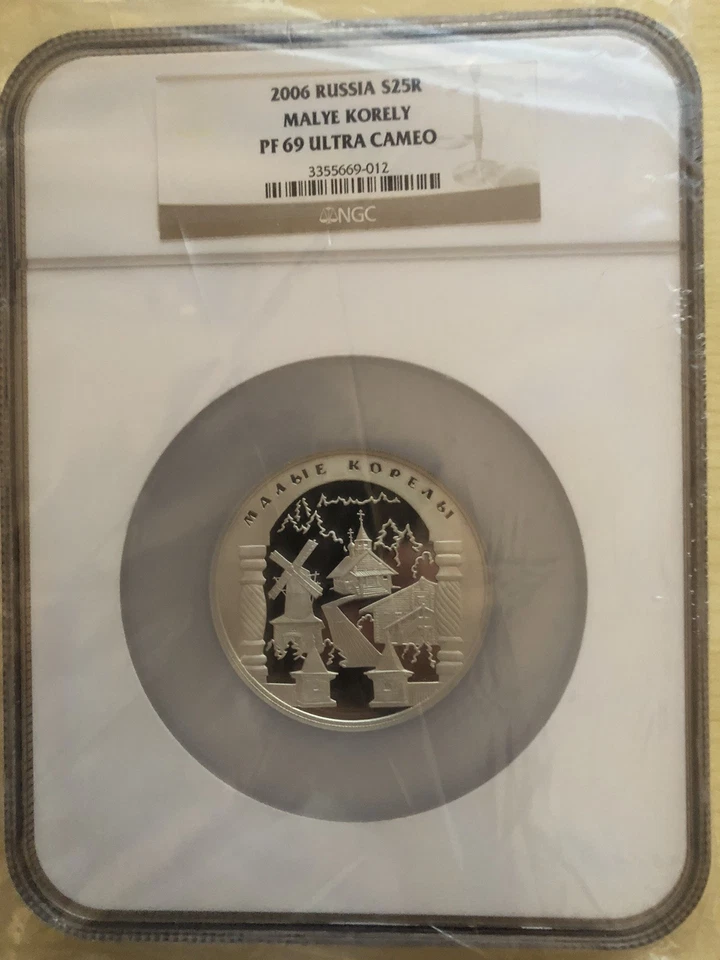 2006 RUSSIA S25R
MALYE KORELY
PF 69 ULTRA CAMEO
3355669-012
NGC
МАЛЫЕ КОРЕЛЫ